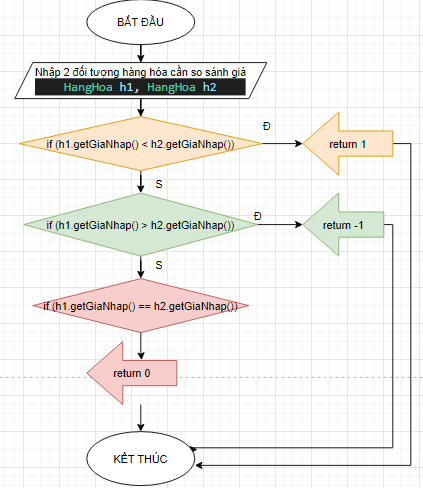 BẮT ĐẦU
Nhập 2 đối tượng hàng hóa cần so sánh giá
HangHoa h1, HangHoa h2
if (h1.getGiaNhap() < h2.getGiaNhap())
Đ
return 1
S
if (h1.getGiaNhap() > h2.getGiaNhap())
Đ
return -1
S
if (h1.getGiaNhap() == h2.getGiaNhap())
return 0
KẾT THÚC